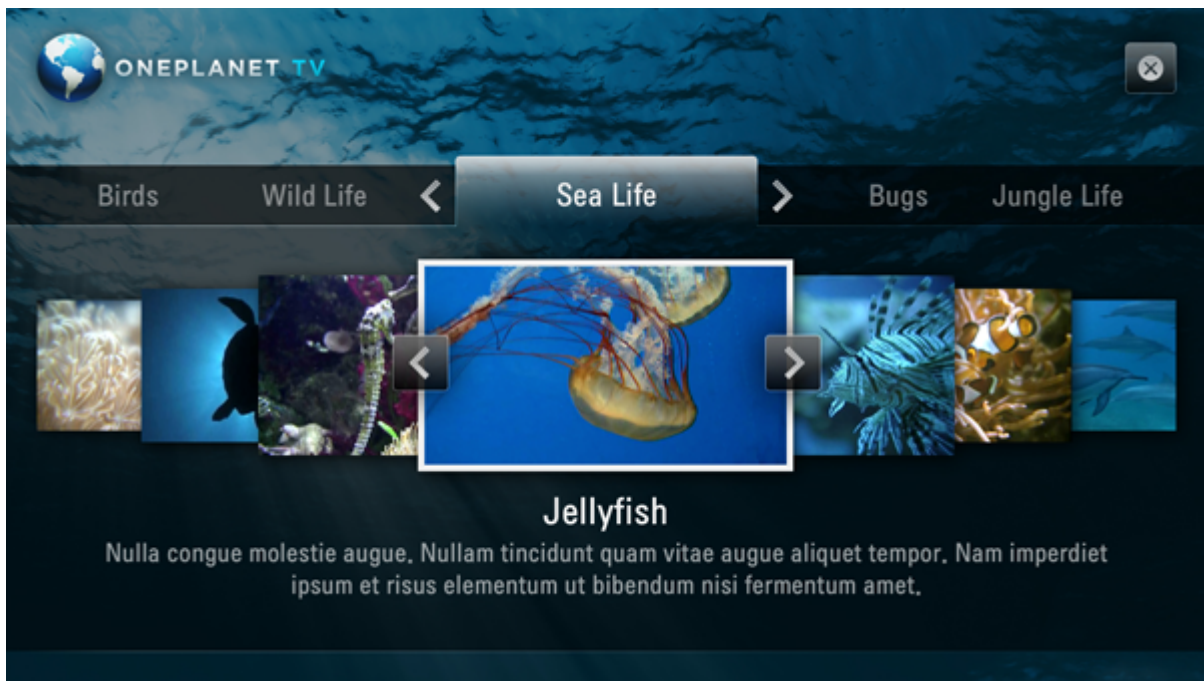 ONEPLANET TV
Birds Wild Life Sea Life Bugs Jungle Life
Jellyfish
Nulla congue molestie augue. Nullam tincidunt quam vitae augue aliquet tempor. Nam imperdiet
ipsum et risus elementum ut bibendum nisi fermentum amet.